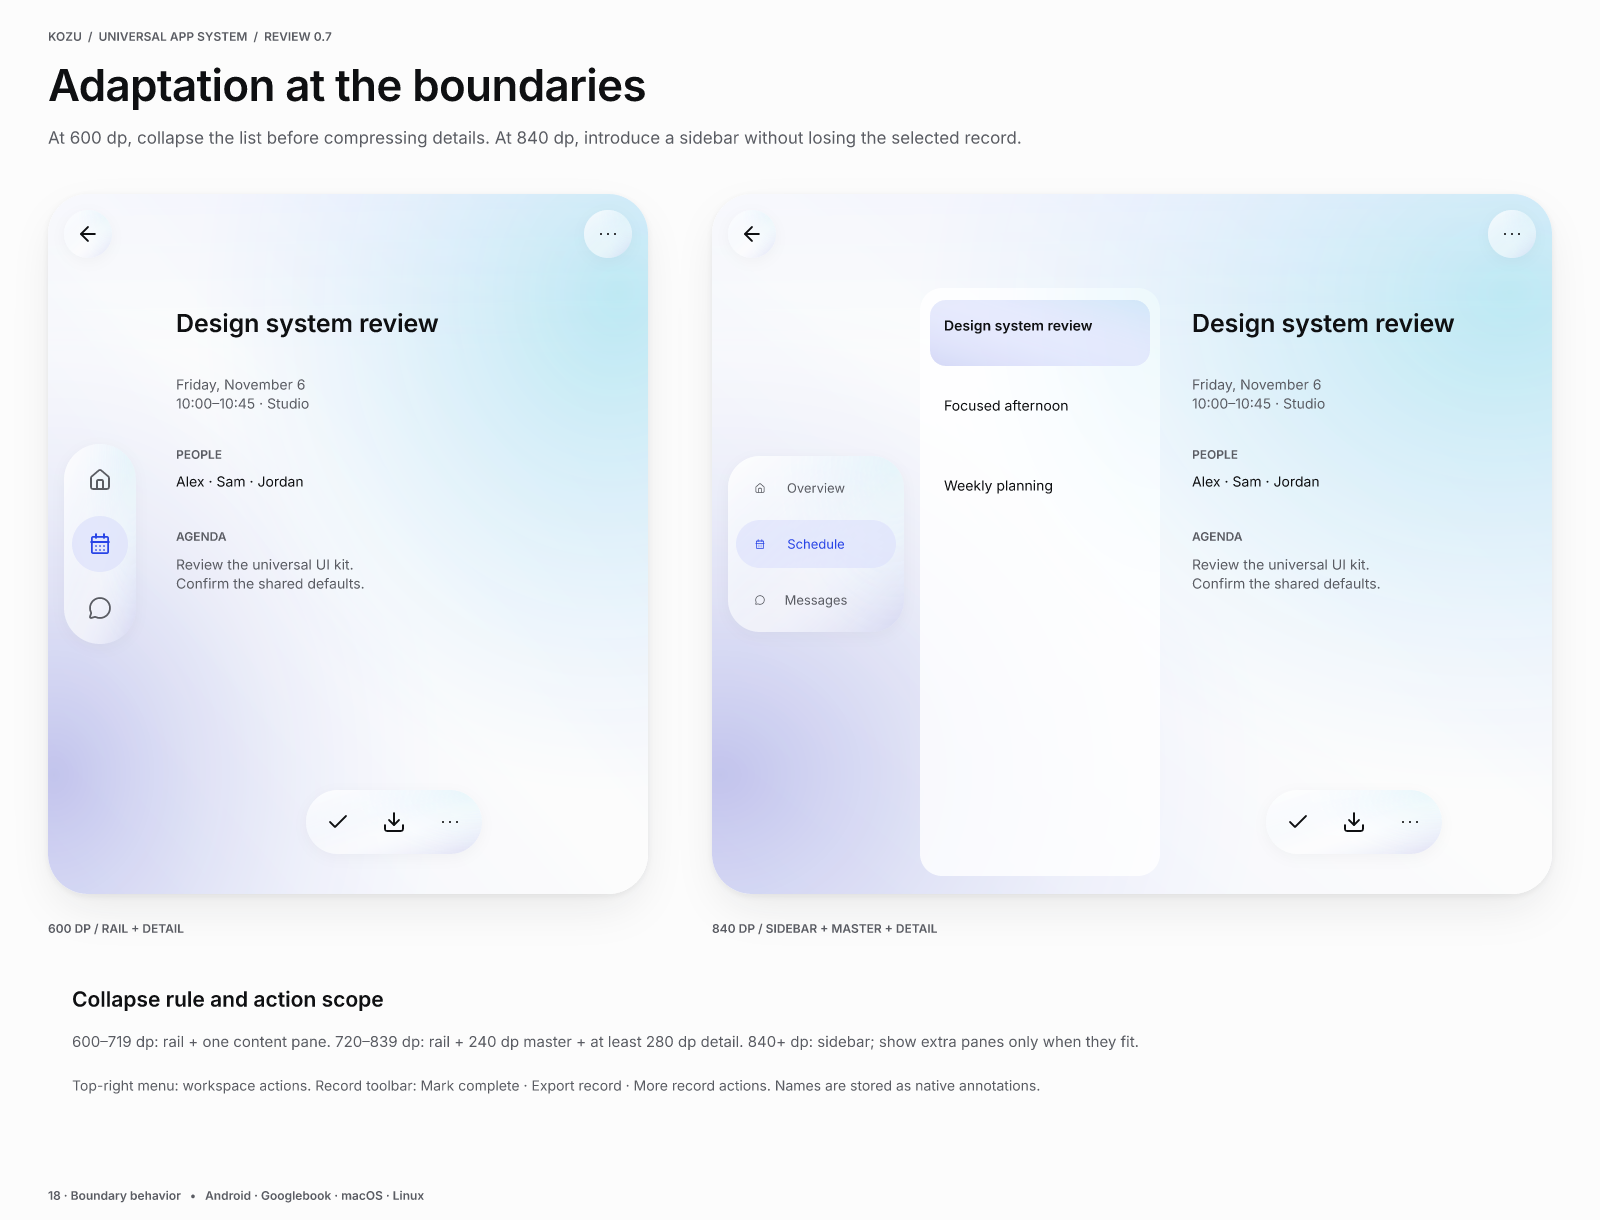 KOZU / UNIVERSAL APP SYSTEM / REVIEW 0.7
Adaptation at the boundaries
At 600 dp, collapse the list before compressing details. At 840 dp, introduce a sidebar without losing the selected record.
Design system review
Friday, November 6
10:00–10:45 · Studio
PEOPLE
Alex · Sam · Jordan
AGENDA
Review the universal UI kit.
Confirm the shared defaults.
600 DP / RAIL + DETAIL
Overview
Schedule
Messages
Design system review
Focused afternoon
Weekly planning
Design system review
Friday, November 6
10:00–10:45 · Studio
PEOPLE
Alex · Sam · Jordan
AGENDA
Review the universal UI kit.
Confirm the shared defaults.
840 DP / SIDEBAR + MASTER + DETAIL
Collapse rule and action scope
600–719 dp: rail + one content pane. 720–839 dp: rail + 240 dp master + at least 280 dp detail. 840+ dp: sidebar; show extra panes only when they fit.
Top-right menu: workspace actions. Record toolbar: Mark complete · Export record · More record actions. Names are stored as native annotations.
18 · Boundary behavior • Android · Googlebook · macOS · Linux